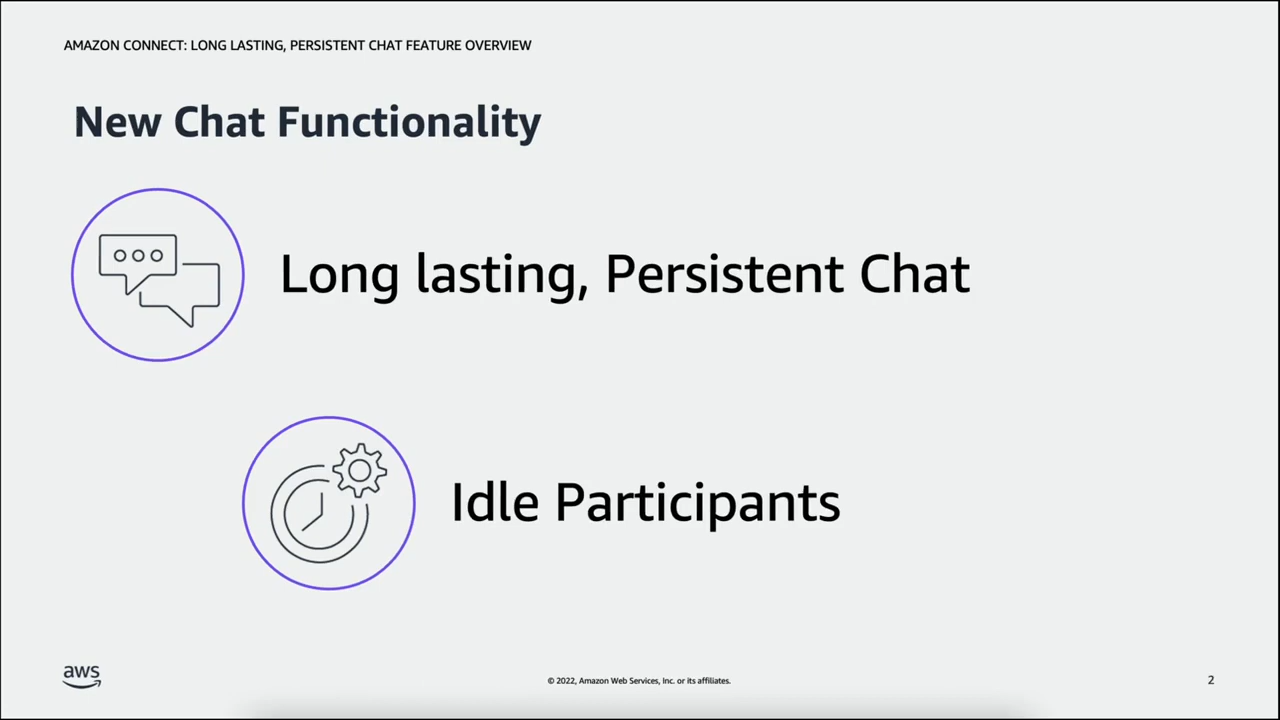 AMAZON CONNECT: LONG LASTING, PERSISTENT CHAT FEATURE OVERVIEW
New Chat Functionality
Long lasting, Persistent Chat
Idle Participants
aws
© 2022, Amazon Web Services, Inc. or its affiliates.
2